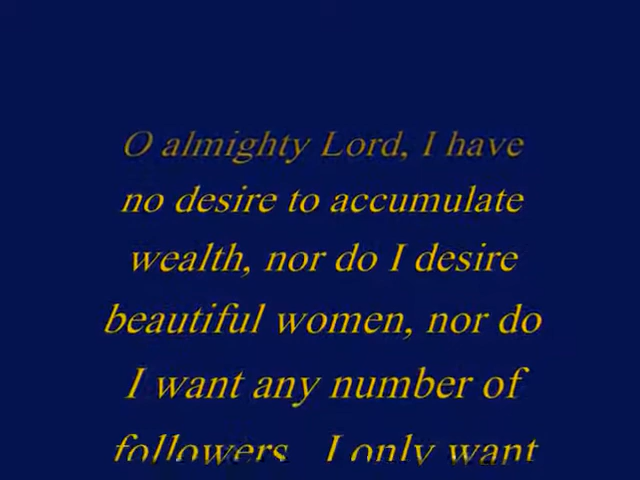 O almighty Lord, I have
no desire to accumulate
wealth, nor do I desire
beautiful women, nor do
I want any number of
followers. I only want